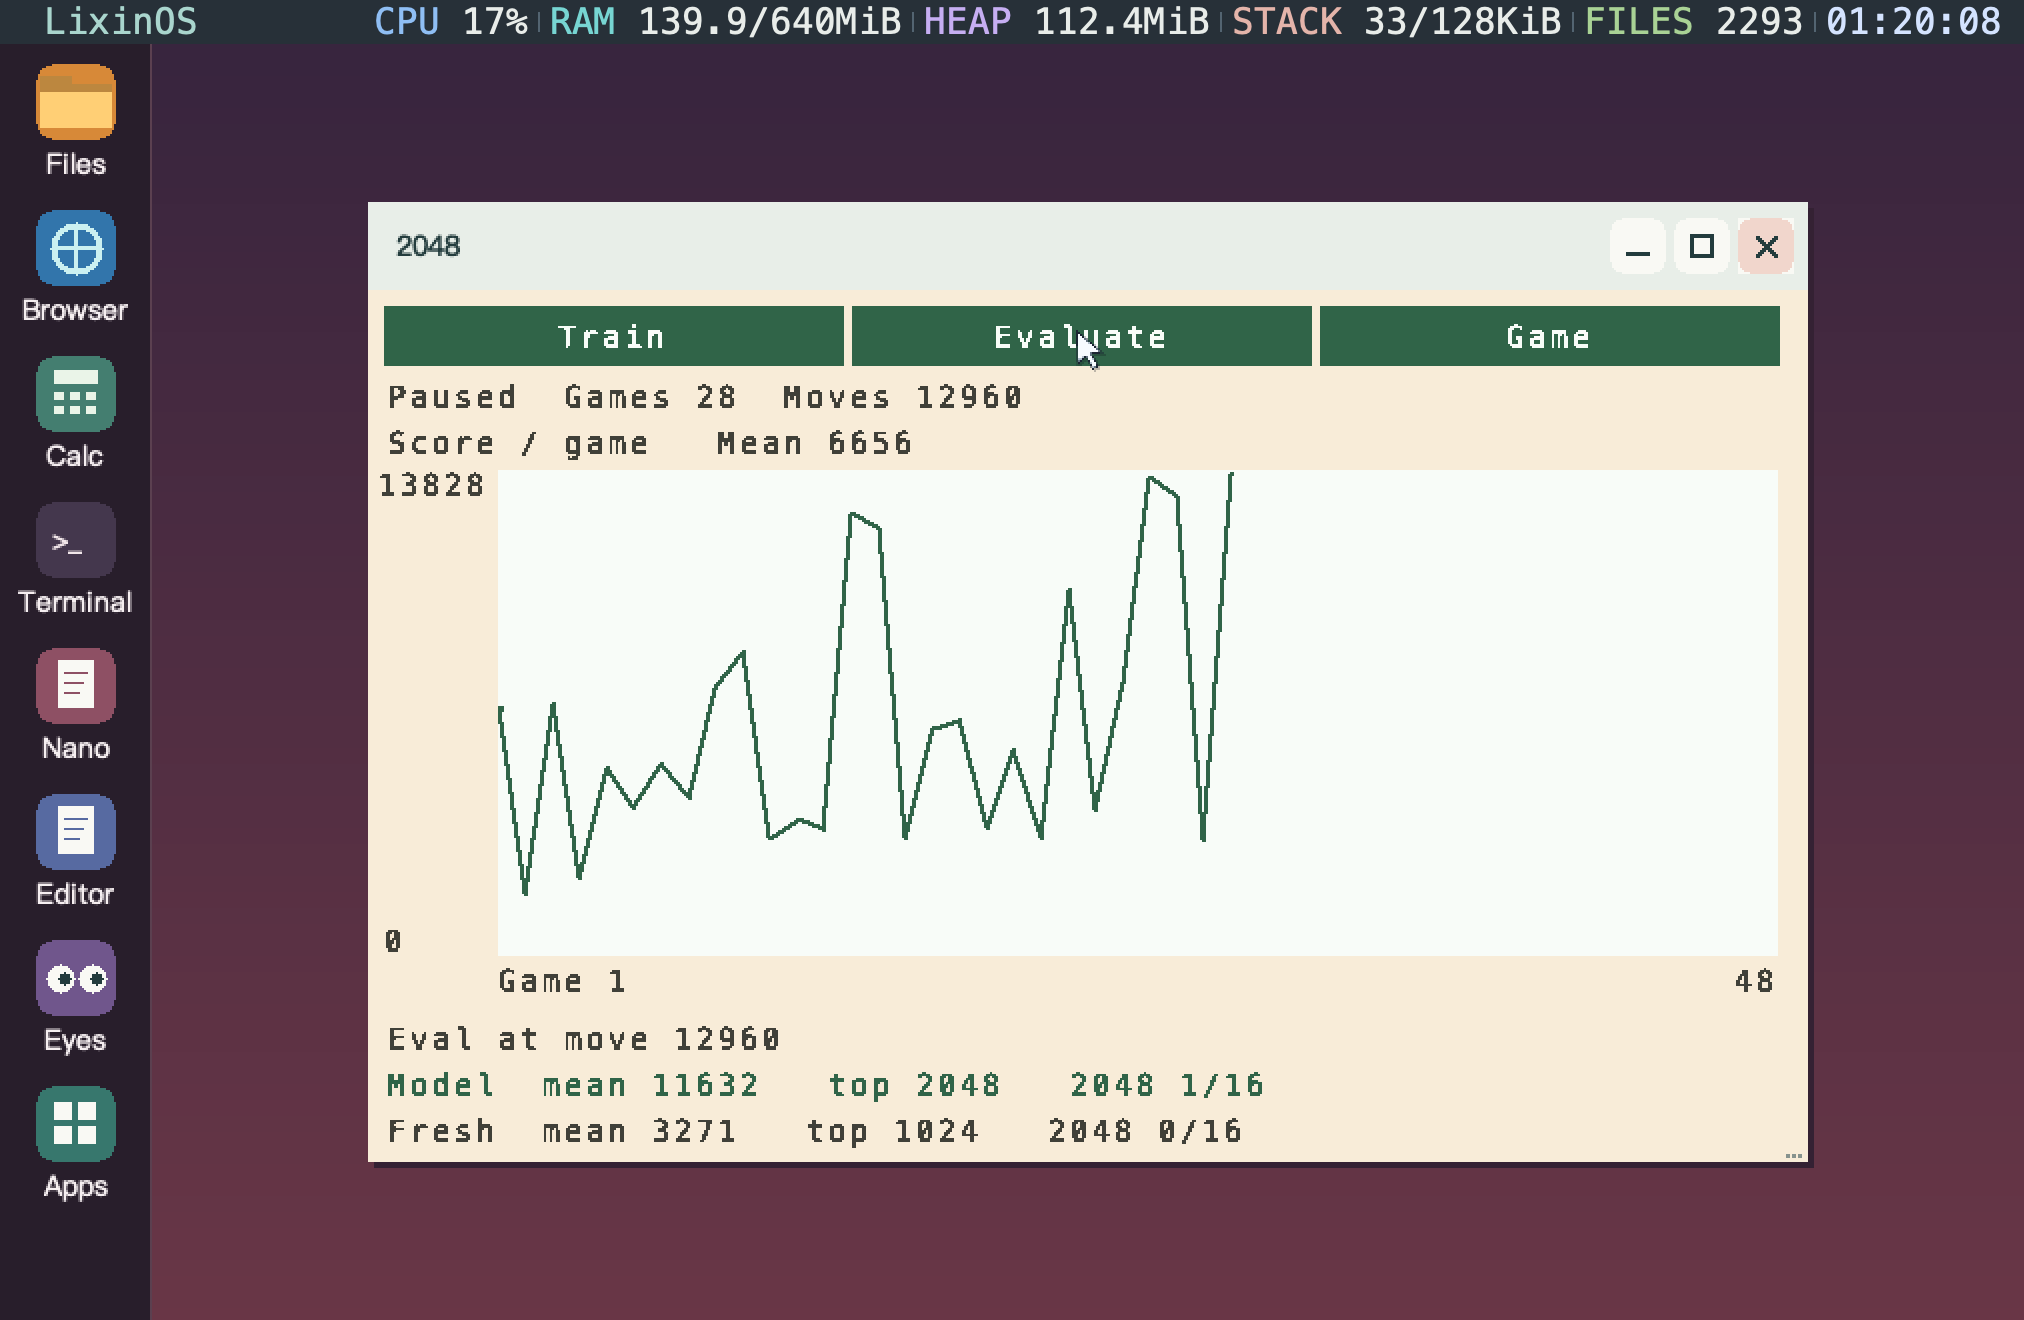 LixinOS CPU 17% RAM 139.9/640MiB HEAP 112.4MiB STACK 33/128KiB FILES 2293 01:20:08
Files
Browser
Calc
>_
Terminal
Nano
Editor
Eyes
Apps
2048
Train Evaluate Game
Paused Games 28 Moves 12960
Score / game Mean 6656
13828
0
Game 1 48
Eval at move 12960
Model mean 11632 top 2048 2048 1/16
Fresh mean 3271 top 1024 2048 0/16